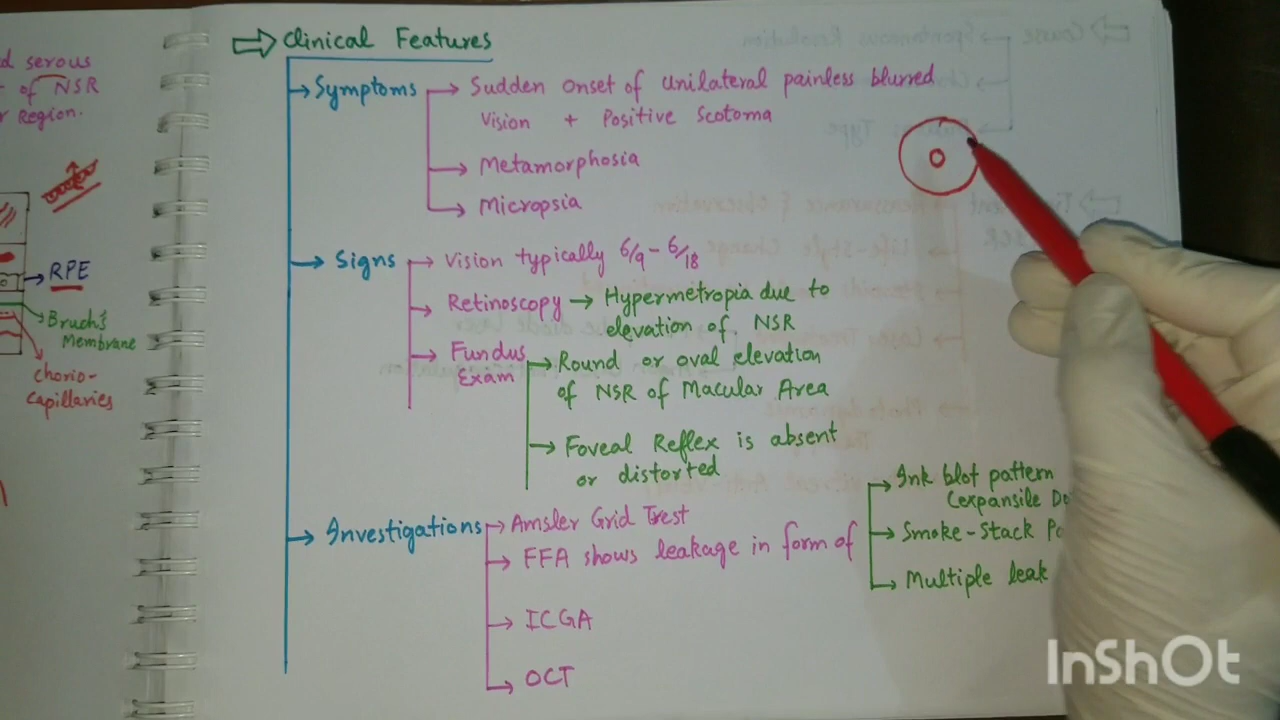 d serous
of NSR
Region.
RPE
Bruch's
Membrane
Chorio-
Capillaries
Clinical Features
Symptoms
Sudden onset of unilateral painless blurred
Vision + Positive Scotoma
Metamorphosia
Micropsia
Signs
Vision typically 6/9 - 6/18
Retinoscopy → Hypermetropia due to
elevation of NSR
Fundus
Exam
Round or oval elevation
of NSR of Macular Area
Foveal Reflex is absent
or distorted
Investigations
Amsler Grid Trest
FFA shows leakage in form of
Ink blot pattern
(expansile
Smoke-Stack
Multiple leak
ICGA
OCT
InShOt